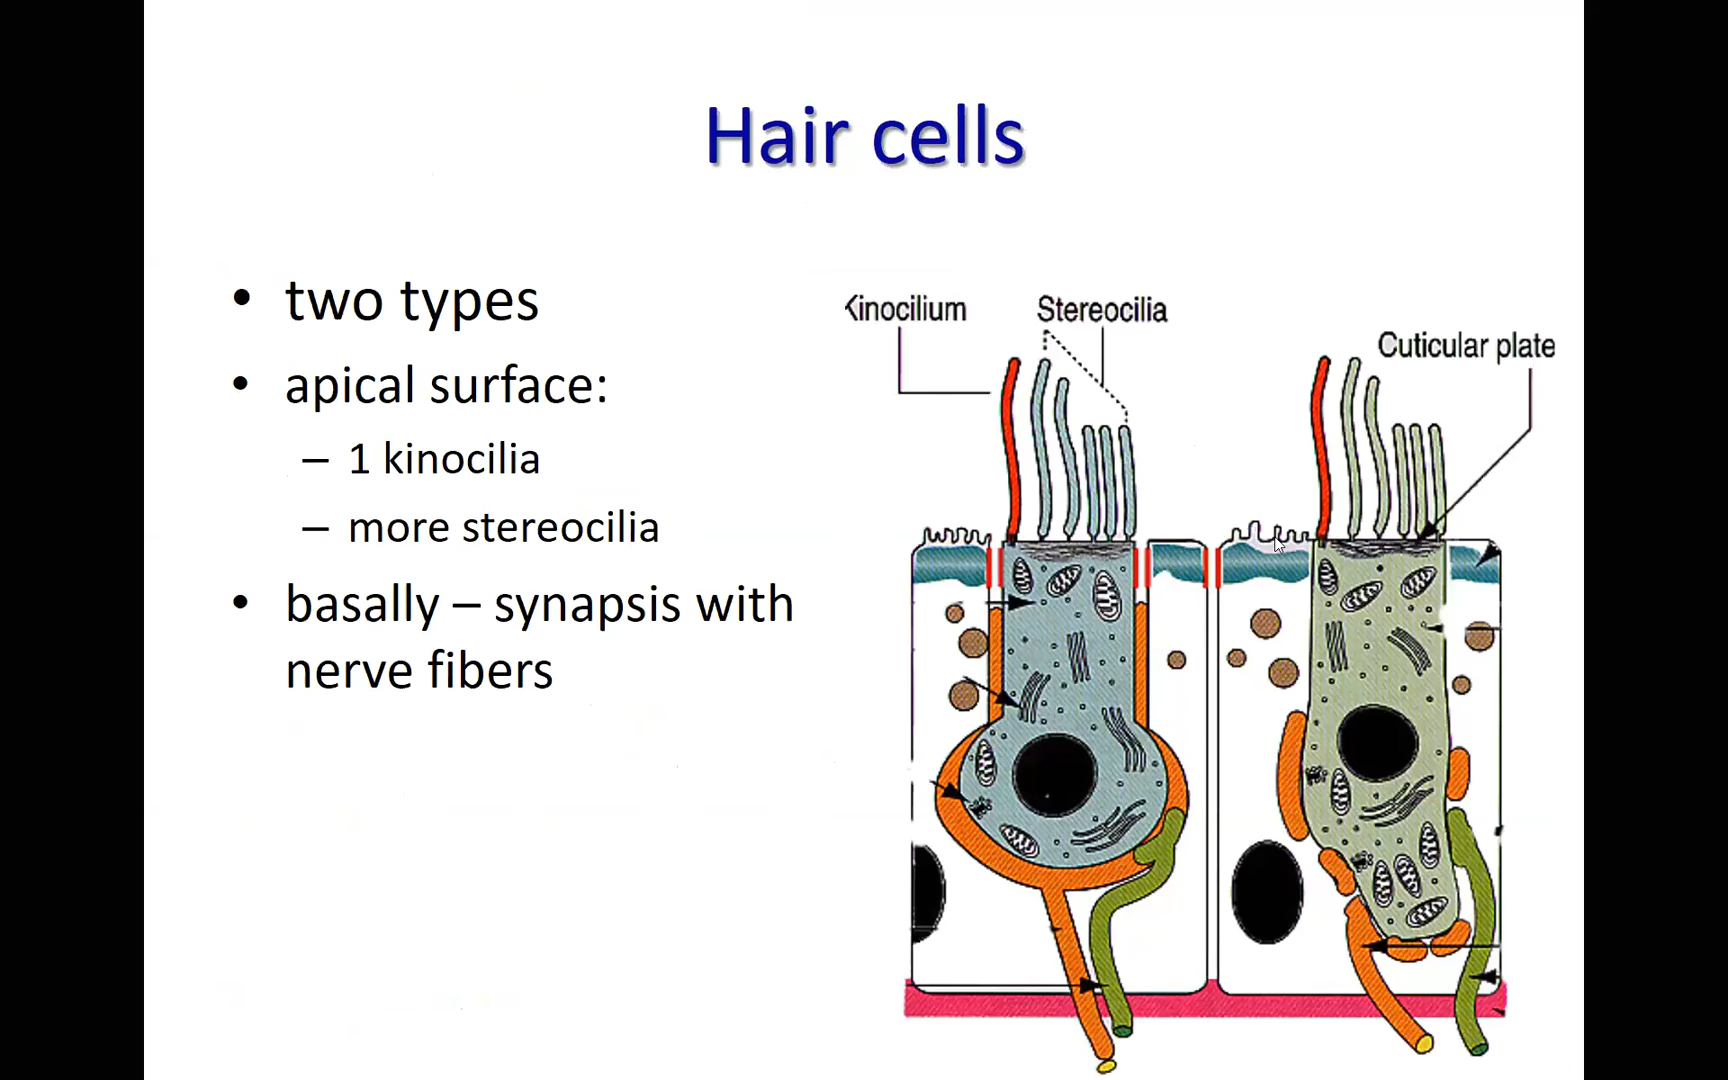 Hair cells
• two types
• apical surface:
– 1 kinocilia
– more stereocilia
• basally – synapsis with
nerve fibers
Kinocilium
Stereocilia
Cuticular plate